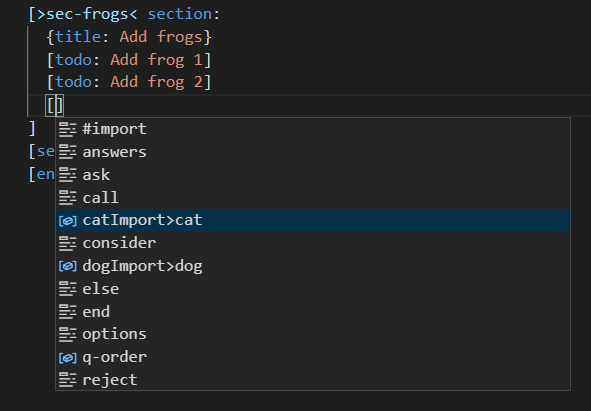 [>sec-frogs< section:
{title: Add frogs}
[todo: Add frog 1]
[todo: Add frog 2]
[]
]
[se
[en
#import
answers
ask
call
catImport>cat
consider
dogImport>dog
else
end
options
q-order
reject